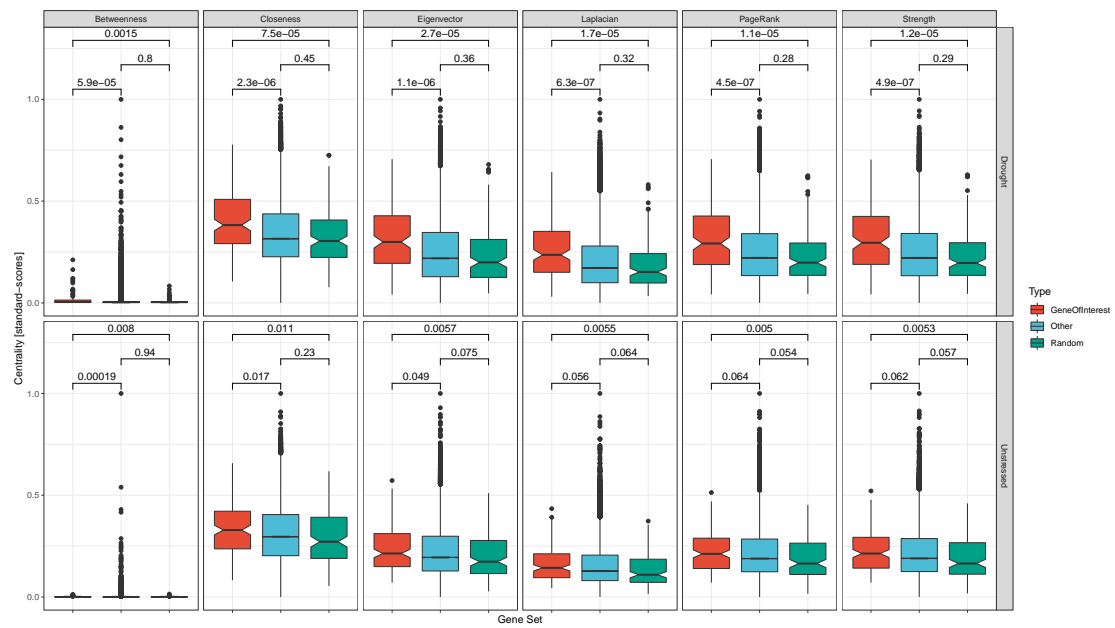 Betweenness Closeness Eigenvector Laplacian PageRank Strength
0.0015 7.5e−05 2.7e−05 1.7e−05 1.1e−05 1.2e−05
0.8 0.45 0.36 0.32 0.28 0.29
5.9e−05 2.3e−06 1.1e−06 6.3e−07 4.5e−07 4.9e−07
1.0
0.5
0.0
Drought
0.008 0.011 0.0057 0.0055 0.005 0.0053
0.94 0.23 0.075 0.064 0.054 0.057
0.00019 0.017 0.049 0.056 0.064 0.062
1.0
0.5
0.0
Unstressed
Centrality [standard−scores]
Gene Set
Type
GeneOfInterest
Other
Random